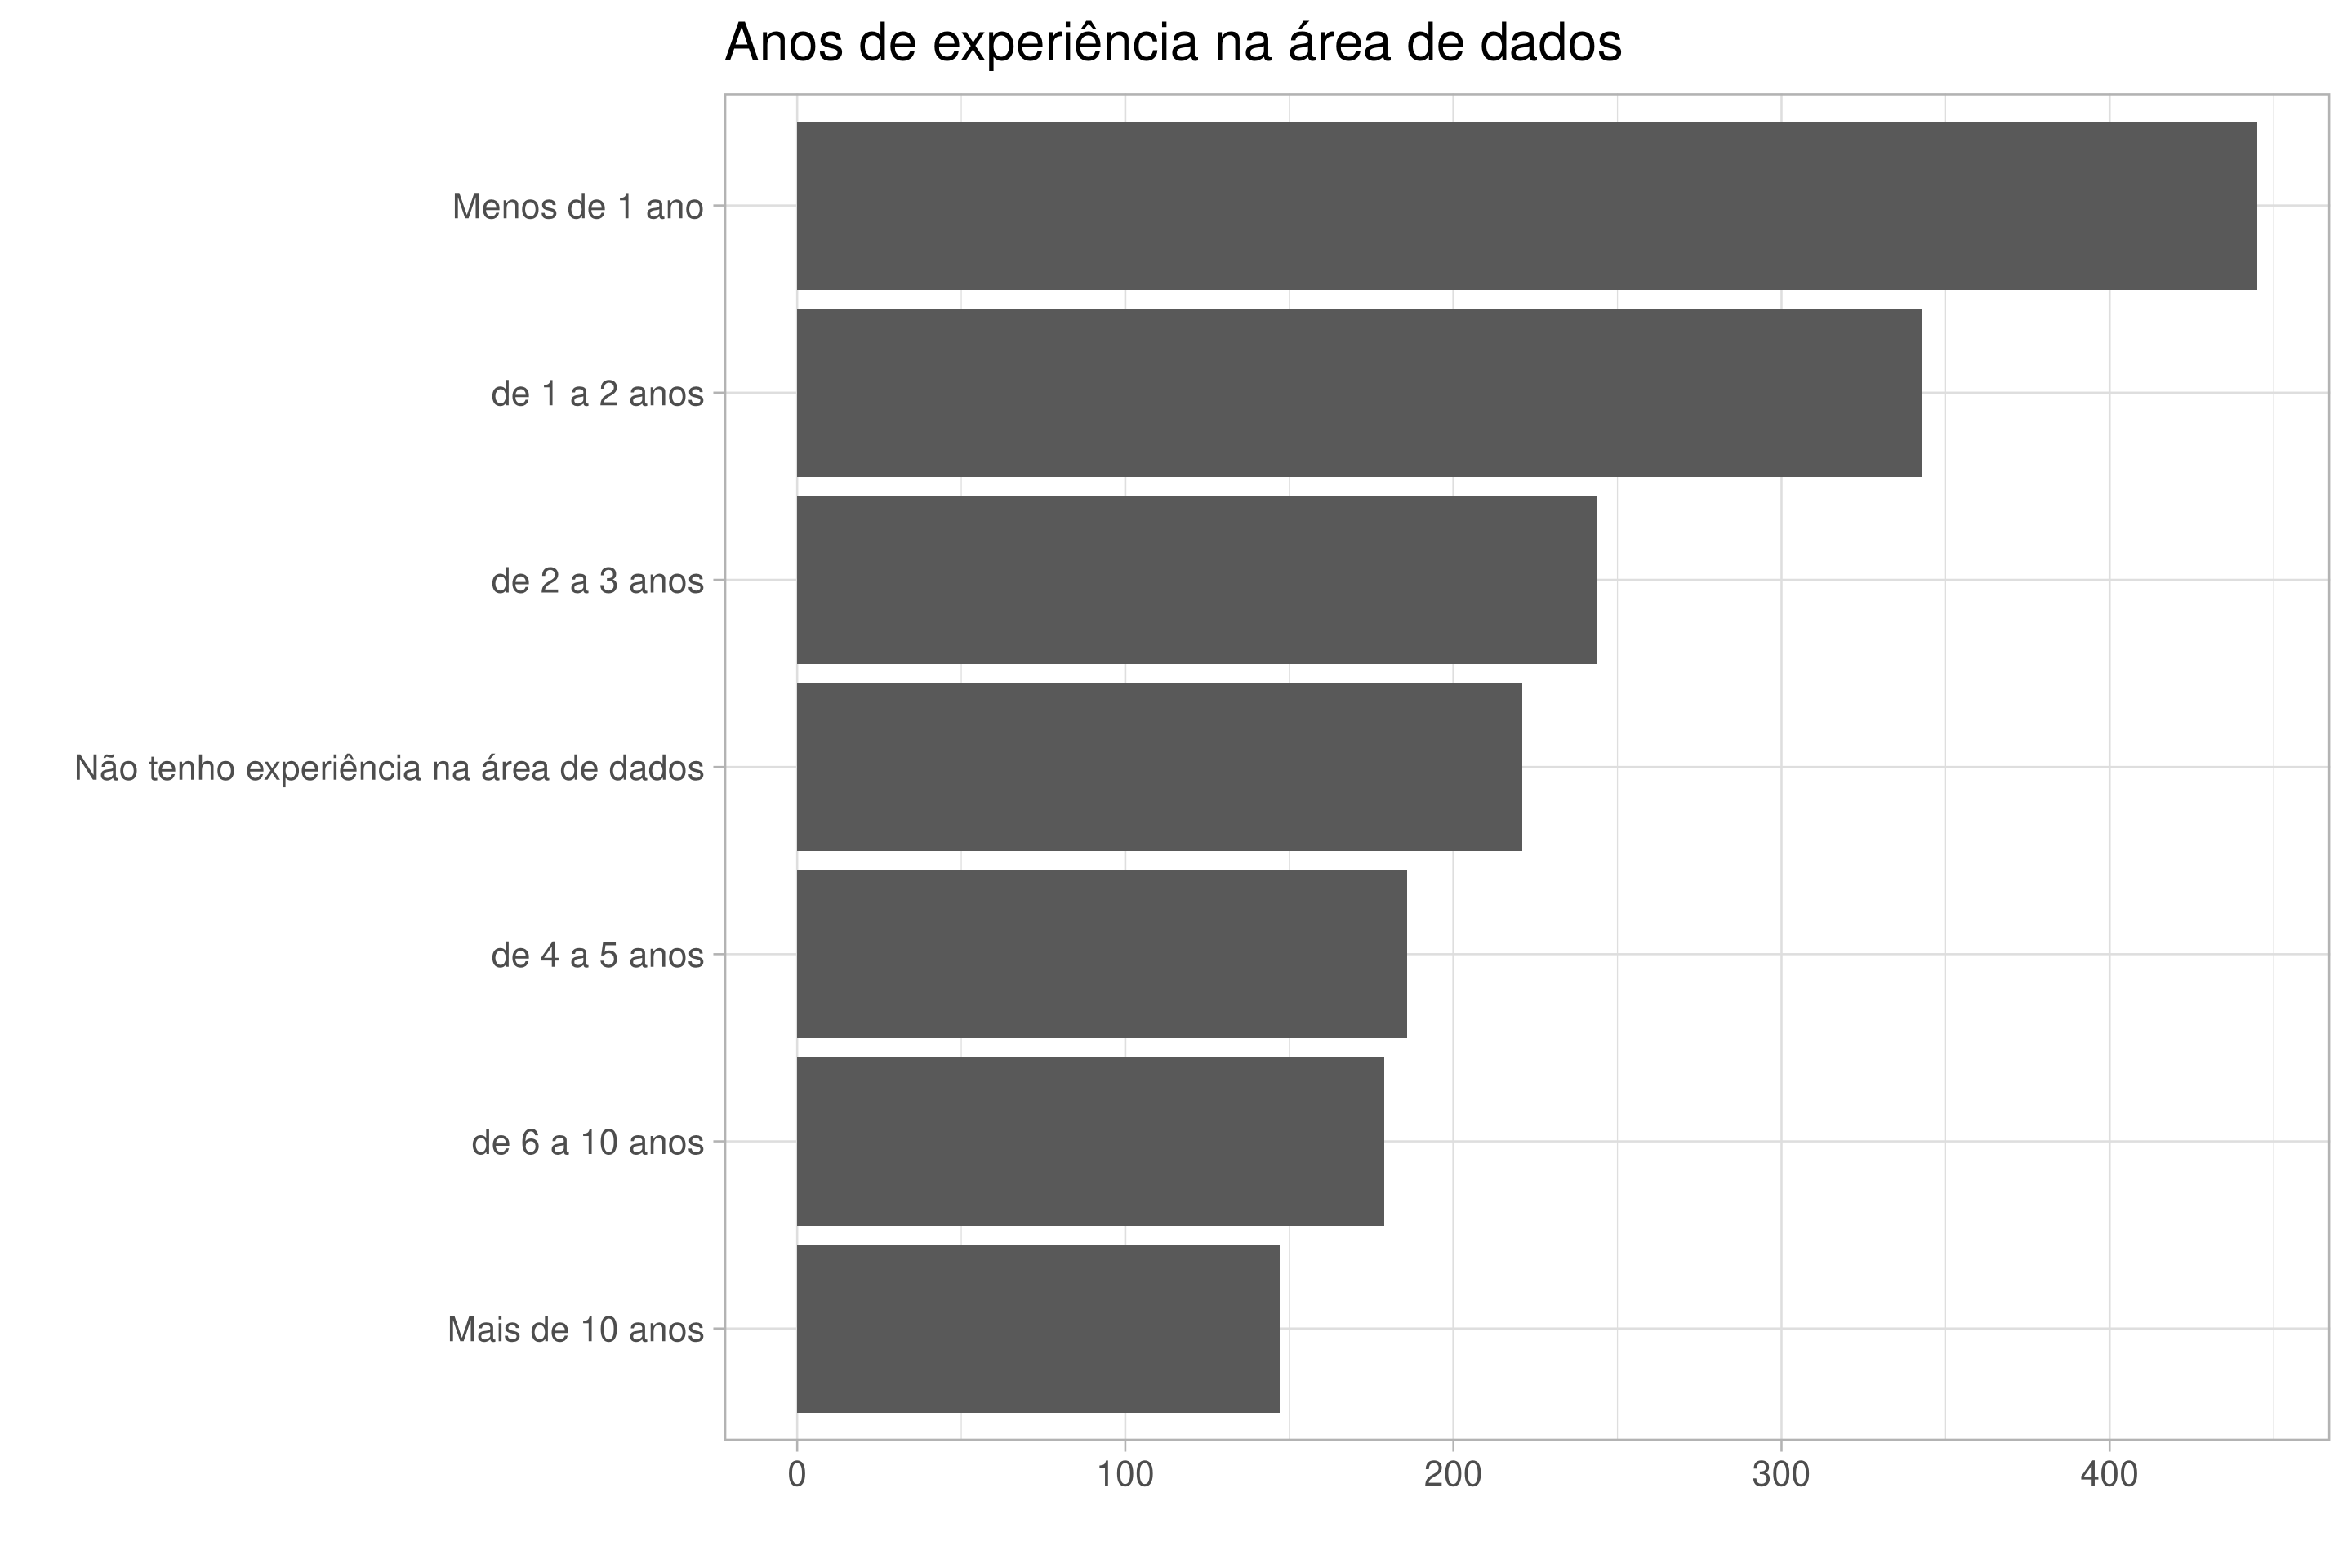 Anos de experiência na área de dados
Menos de 1 ano
de 1 a 2 anos
de 2 a 3 anos
Não tenho experiência na área de dados
de 4 a 5 anos
de 6 a 10 anos
Mais de 10 anos
0 100 200 300 400